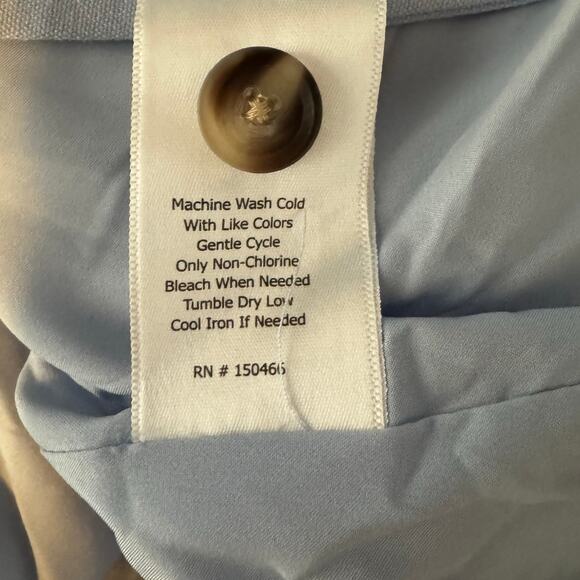 Machine Wash Cold
With Like Colors
Gentle Cycle
Only Non-Chlorine
Bleach When Needed
Tumble Dry Low
Cool Iron If Needed
RN # 150466